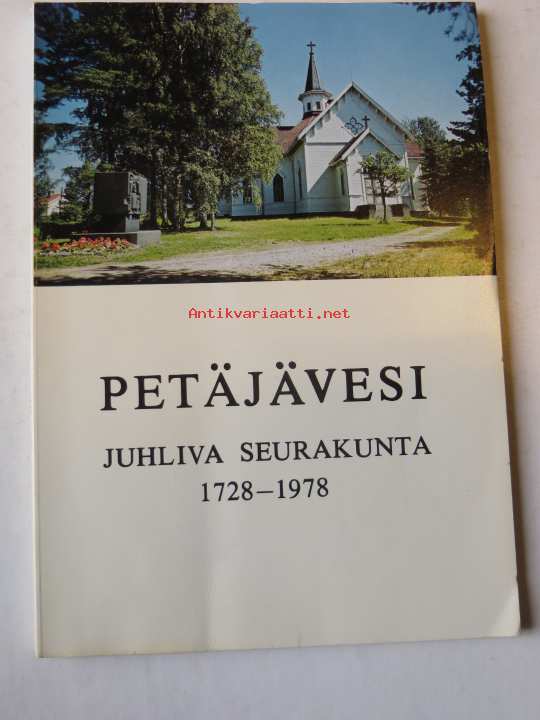 Antikvariaatti.net
PETÄJÄVESI
JUHLIVA SEURAKUNTA
1728–1978